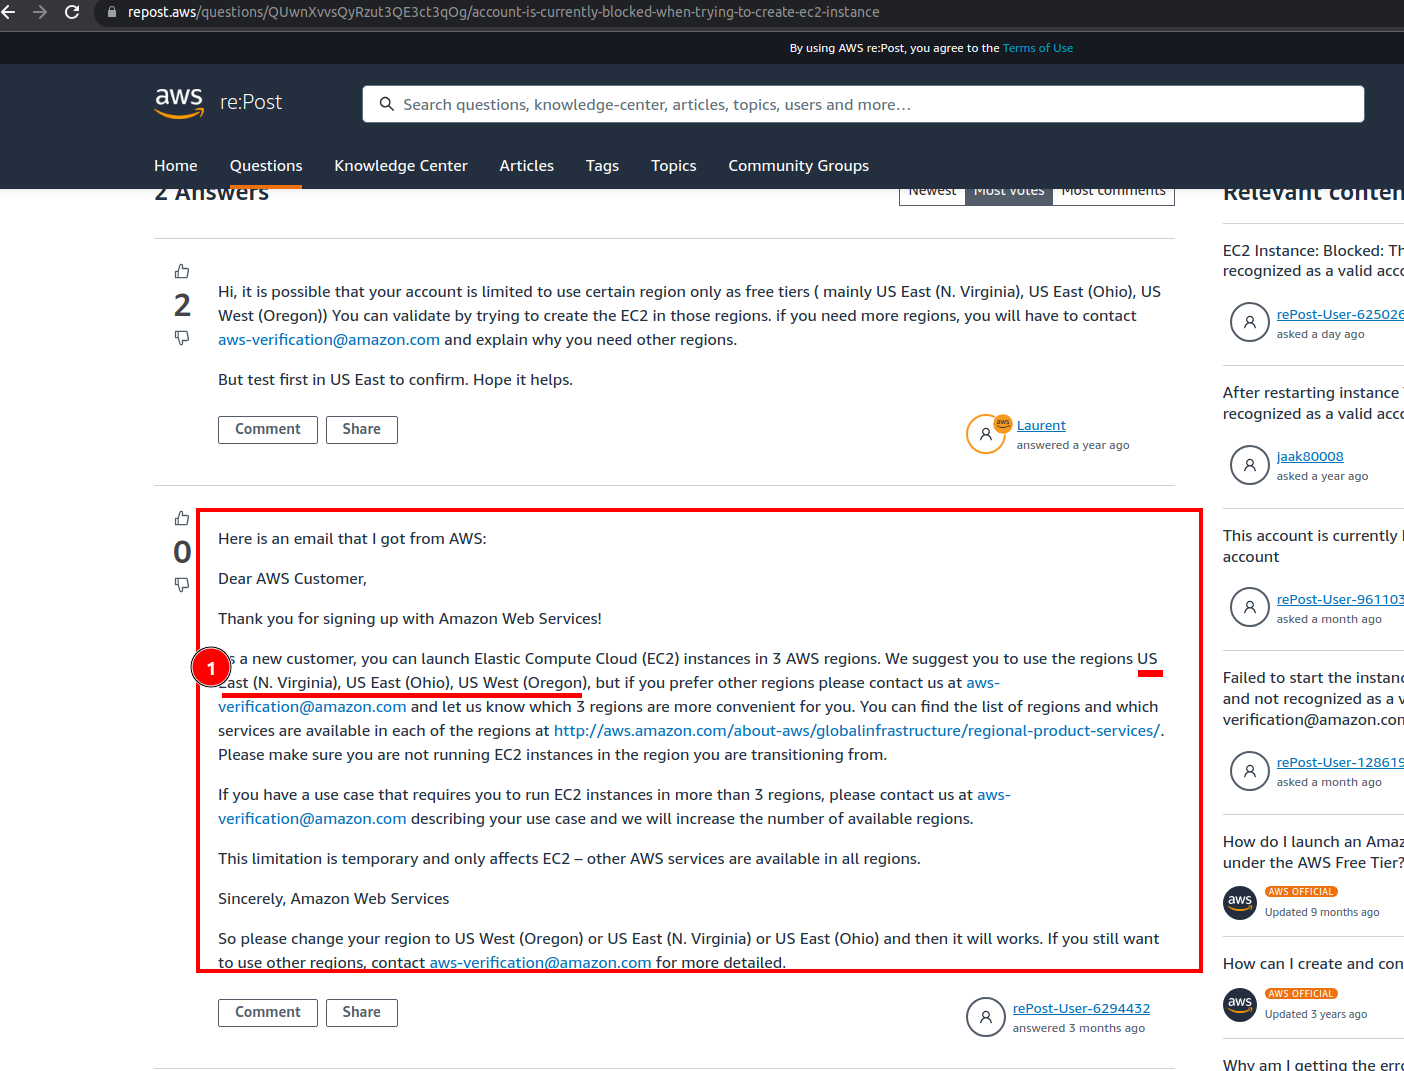 repost.aws/questions/QUwnXvvsQyRzut3QE3ct3qOg/account-is-currently-blocked-when-trying-to-create-ec2-instance
By using AWS re:Post, you agree to the Terms of Use
aws re:Post
Search questions, knowledge-center, articles, topics, users and more...
Home Questions Knowledge Center Articles Tags Topics Community Groups
2 Answers
Newest Most votes Most comments
2
Hi, it is possible that your account is limited to use certain region only as free tiers ( mainly US East (N. Virginia), US East (Ohio), US
West (Oregon)) You can validate by trying to create the EC2 in those regions. if you need more regions, you will have to contact
aws-verification@amazon.com and explain why you need other regions.
But test first in US East to confirm. Hope it helps.
Comment Share
aws
Laurent
answered a year ago
0
Here is an email that I got from AWS:
Dear AWS Customer,
Thank you for signing up with Amazon Web Services!
1
s a new customer, you can launch Elastic Compute Cloud (EC2) instances in 3 AWS regions. We suggest you to use the regions US
East (N. Virginia), US East (Ohio), US West (Oregon), but if you prefer other regions please contact us at aws-
verification@amazon.com and let us know which 3 regions are more convenient for you. You can find the list of regions and which
services are available in each of the regions at http://aws.amazon.com/about-aws/globalinfrastructure/regional-product-services/.
Please make sure you are not running EC2 instances in the region you are transitioning from.
If you have a use case that requires you to run EC2 instances in more than 3 regions, please contact us at aws-
verification@amazon.com describing your use case and we will increase the number of available regions.
This limitation is temporary and only affects EC2 – other AWS services are available in all regions.
Sincerely, Amazon Web Services
So please change your region to US West (Oregon) or US East (N. Virginia) or US East (Ohio) and then it will works. If you still want
to use other regions, contact aws-verification@amazon.com for more detailed.
Comment Share
rePost-User-6294432
answered 3 months ago
Relevant conten
EC2 Instance: Blocked: Th
recognized as a valid acco
rePost-User-625026
asked a day ago
After restarting instance
recognized as a valid acco
jaak80008
asked a year ago
This account is currently
account
rePost-User-961103
asked a month ago
Failed to start the instanc
and not recognized as a v
verification@amazon.com
rePost-User-128619
asked a month ago
How do I launch an Amaz
under the AWS Free Tier?
aws
AWS OFFICIAL
Updated 9 months ago
How can I create and con
aws
AWS OFFICIAL
Updated 3 years ago
Why am I getting the erro